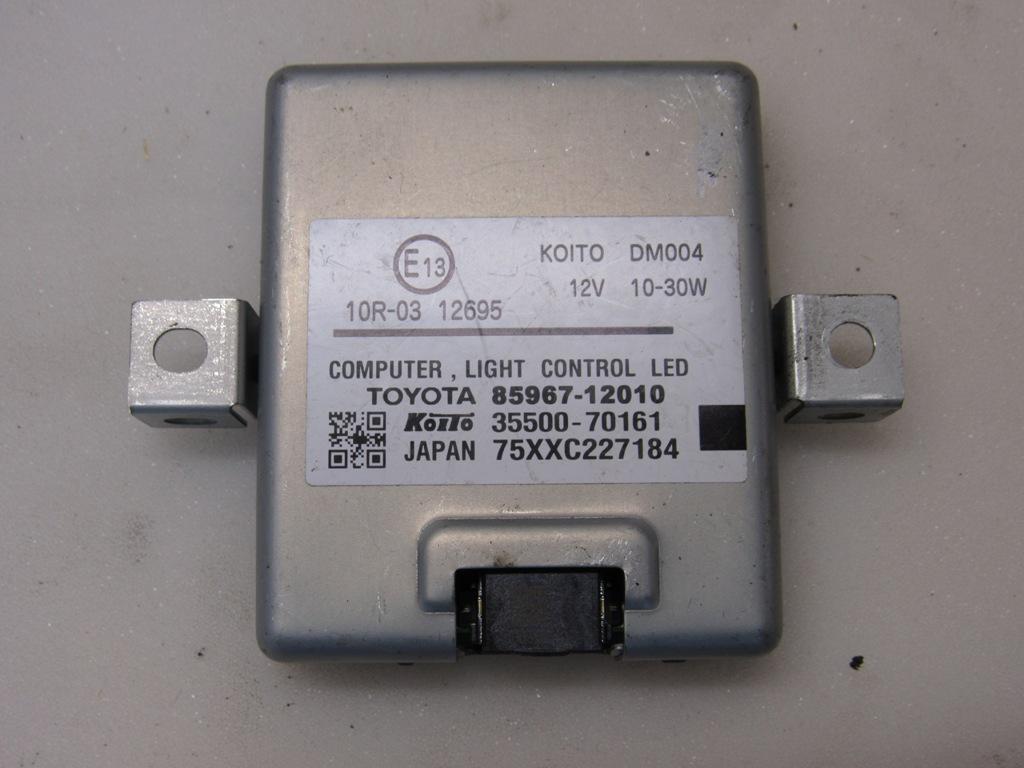 E13
KOITO DM004
12V 10-30W
10R-03 12695
COMPUTER , LIGHT CONTROL LED
TOYOTA 85967-12010
KOITO 35500-70161
JAPAN 75XXC227184